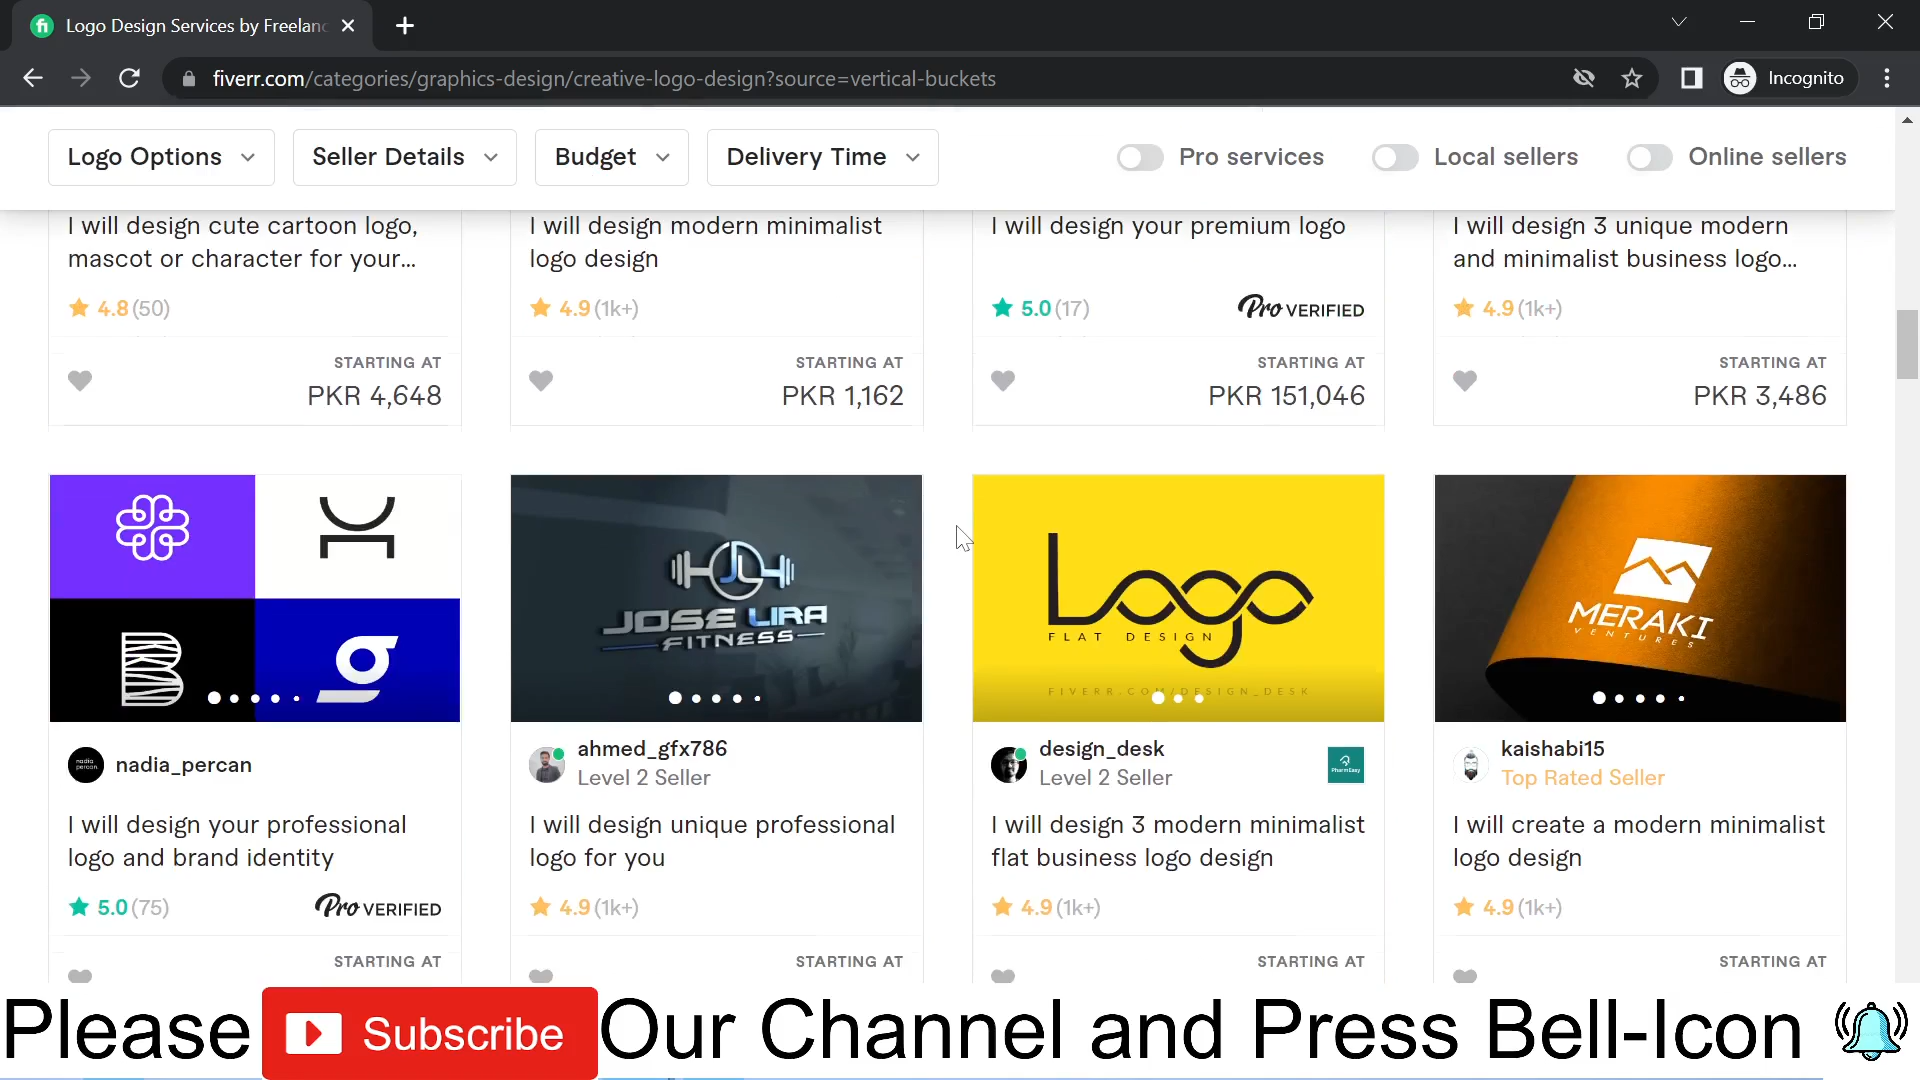 Logo Design Services by Freelanc
fiverr.com/categories/graphics-design/creative-logo-design?source=vertical-buckets
Incognito
Logo Options
Seller Details
Budget
Delivery Time
Pro services
Local sellers
Online sellers
I will design cute cartoon logo,
mascot or character for your...
4.8 (50)
STARTING AT
PKR 4,648
I will design modern minimalist
logo design
4.9 (1k+)
STARTING AT
PKR 1,162
I will design your premium logo
5.0 (17)
Pro VERIFIED
STARTING AT
PKR 151,046
I will design 3 unique modern
and minimalist business logo...
4.9 (1k+)
STARTING AT
PKR 3,486
B
g
nadia
percan
nadia_percan
I will design your professional
logo and brand identity
5.0 (75)
Pro VERIFIED
STARTING AT
JL
JOSE LIRA
FITNESS
ahmed_gfx786
Level 2 Seller
I will design unique professional
logo for you
4.9 (1k+)
STARTING AT
Logo
FLAT DESIGN
FIVERR.COM/DESIGN_DESK
design_desk
Level 2 Seller
PharmEasy
I will design 3 modern minimalist
flat business logo design
4.9 (1k+)
STARTING AT
MERAKI
VENTURES
kaishabi15
Top Rated Seller
I will create a modern minimalist
logo design
4.9 (1k+)
STARTING AT
Please Subscribe Our Channel and Press Bell-Icon